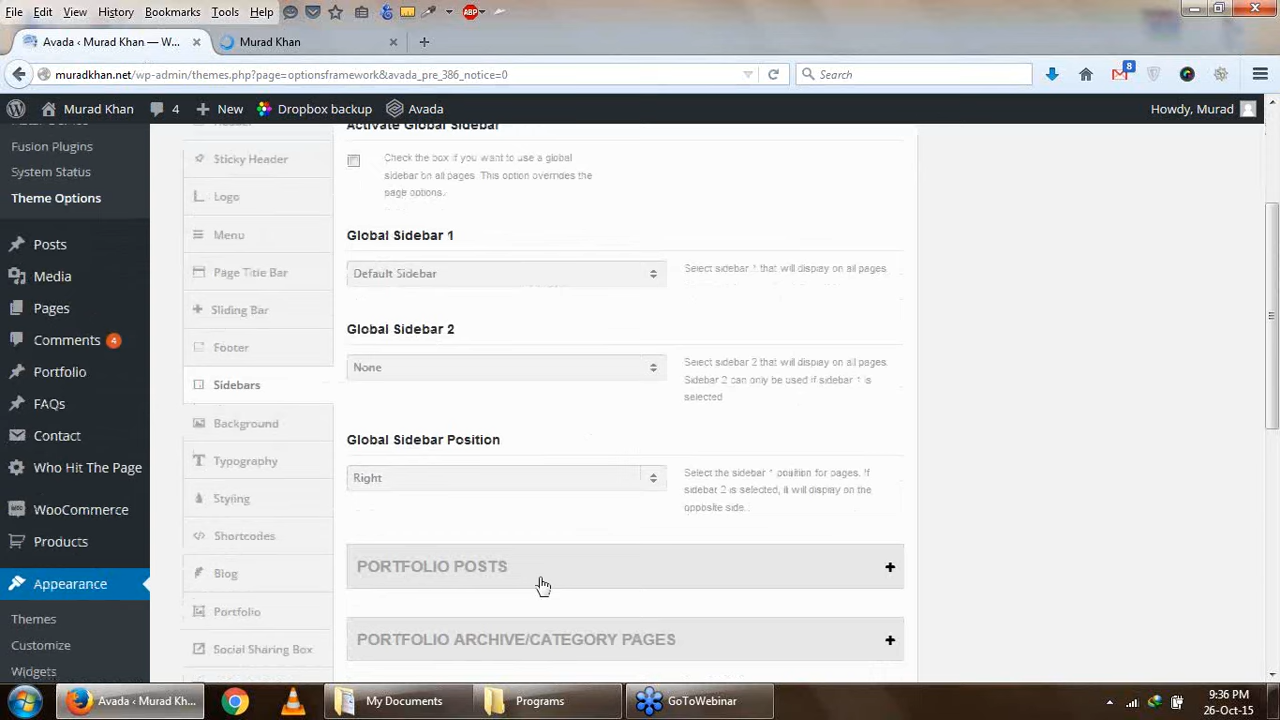 File Edit View History Bookmarks Tools Help ABP
Avada ‹ Murad Khan — W... × Murad Khan × +
muradkhan.net/wp-admin/themes.php?page=optionsframework&avada_pre_386_notice=0 Search 8
Murad Khan 4 + New Dropbox backup Avada Howdy, Murad
Fusion Plugins
System Status
Theme Options
Posts
Media
Pages
Comments 4
Portfolio
FAQs
Contact
Who Hit The Page
WooCommerce
Products
Appearance
Themes
Customize
Widgets
Sticky Header
Logo
Menu
Page Title Bar
Sliding Bar
Footer
Sidebars
Background
Typography
Styling
Shortcodes
Blog
Portfolio
Social Sharing Box
Activate Global Sidebar
Check the box if you want to use a global
sidebar on all pages. This option overrides the
page options.
Global Sidebar 1
Default Sidebar
Select sidebar 1 that will display on all pages.
Global Sidebar 2
None
Select sidebar 2 that will display on all pages.
Sidebar 2 can only be used if sidebar 1 is
selected
Global Sidebar Position
Right
Select the sidebar 1 position for pages. If
sidebar 2 is selected, it will display on the
opposite side.
PORTFOLIO POSTS +
PORTFOLIO ARCHIVE/CATEGORY PAGES +
Avada ‹ Murad Khan... My Documents Programs GoToWebinar
9:36 PM
26-Oct-15